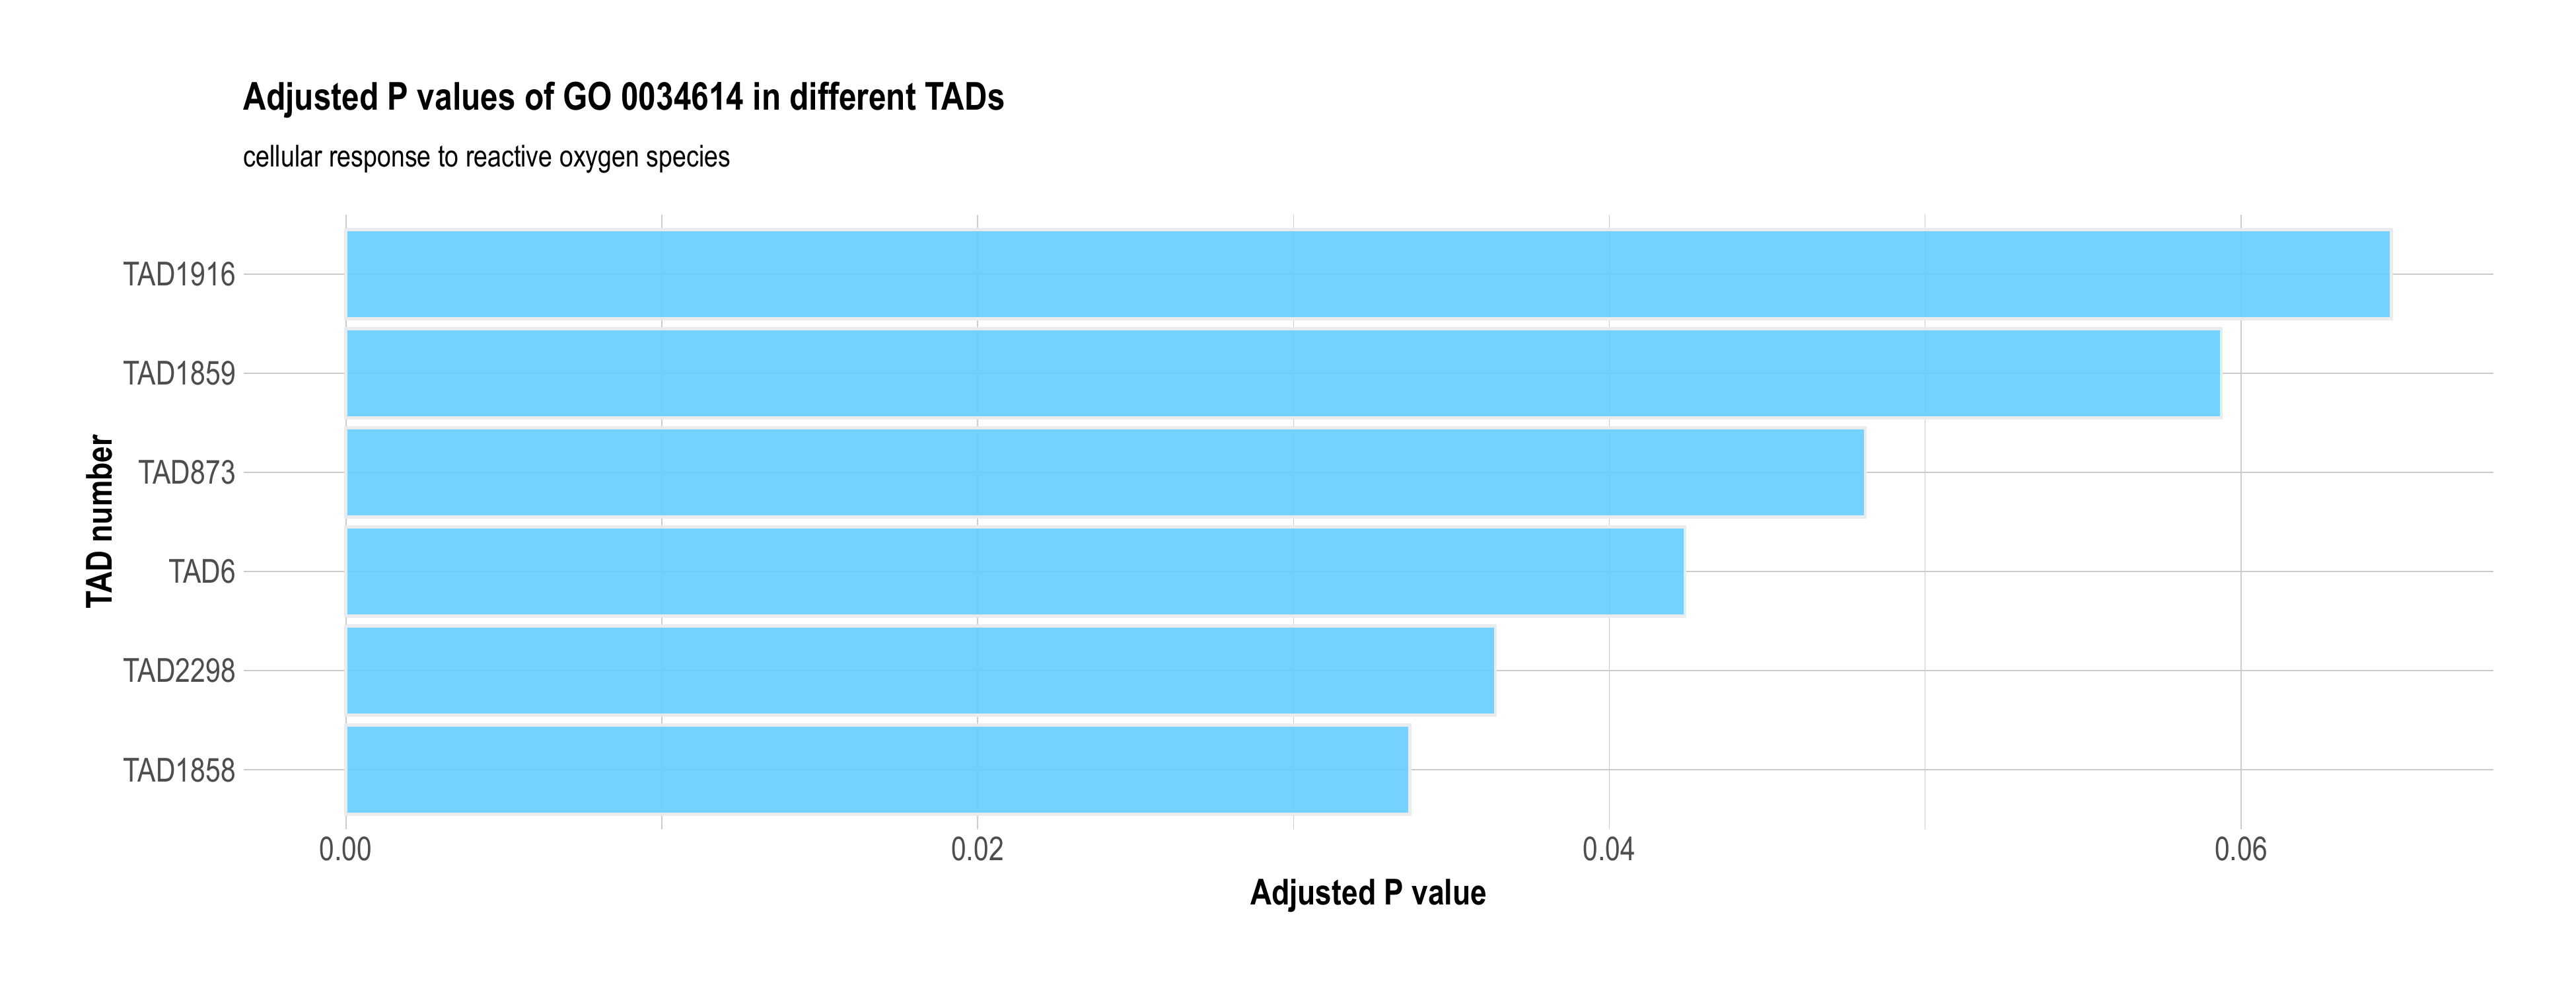 Adjusted P values of GO 0034614 in different TADs
cellular response to reactive oxygen species
TAD number
TAD1916
TAD1859
TAD873
TAD6
TAD2298
TAD1858
0.00 0.02 0.04 0.06
Adjusted P value